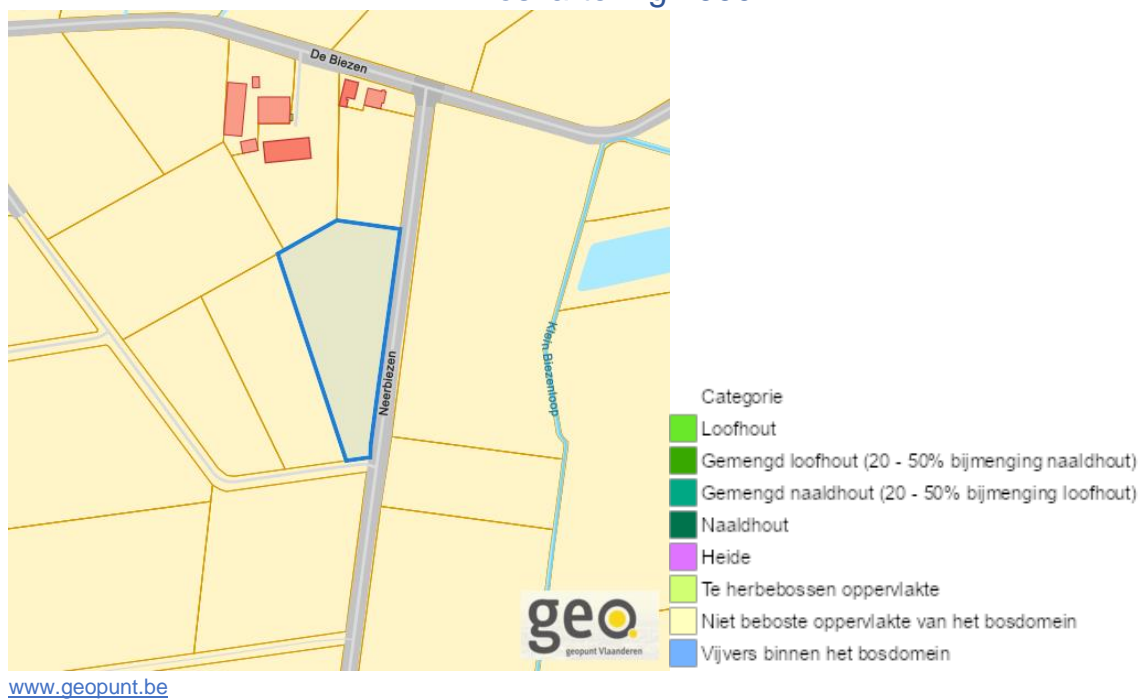 De Biezen
Neerbiezen
Klein Biezenloop
geo
geopunt Vlaanderen
Categorie
Loofhout
Gemengd loofhout (20 - 50% bijmenging naaldhout)
Gemengd naaldhout (20 - 50% bijmenging loofhout)
Naaldhout
Heide
Te herbebossen oppervlakte
Niet beboste oppervlakte van het bosdomein
Vijvers binnen het bosdomein
www.geopunt.be